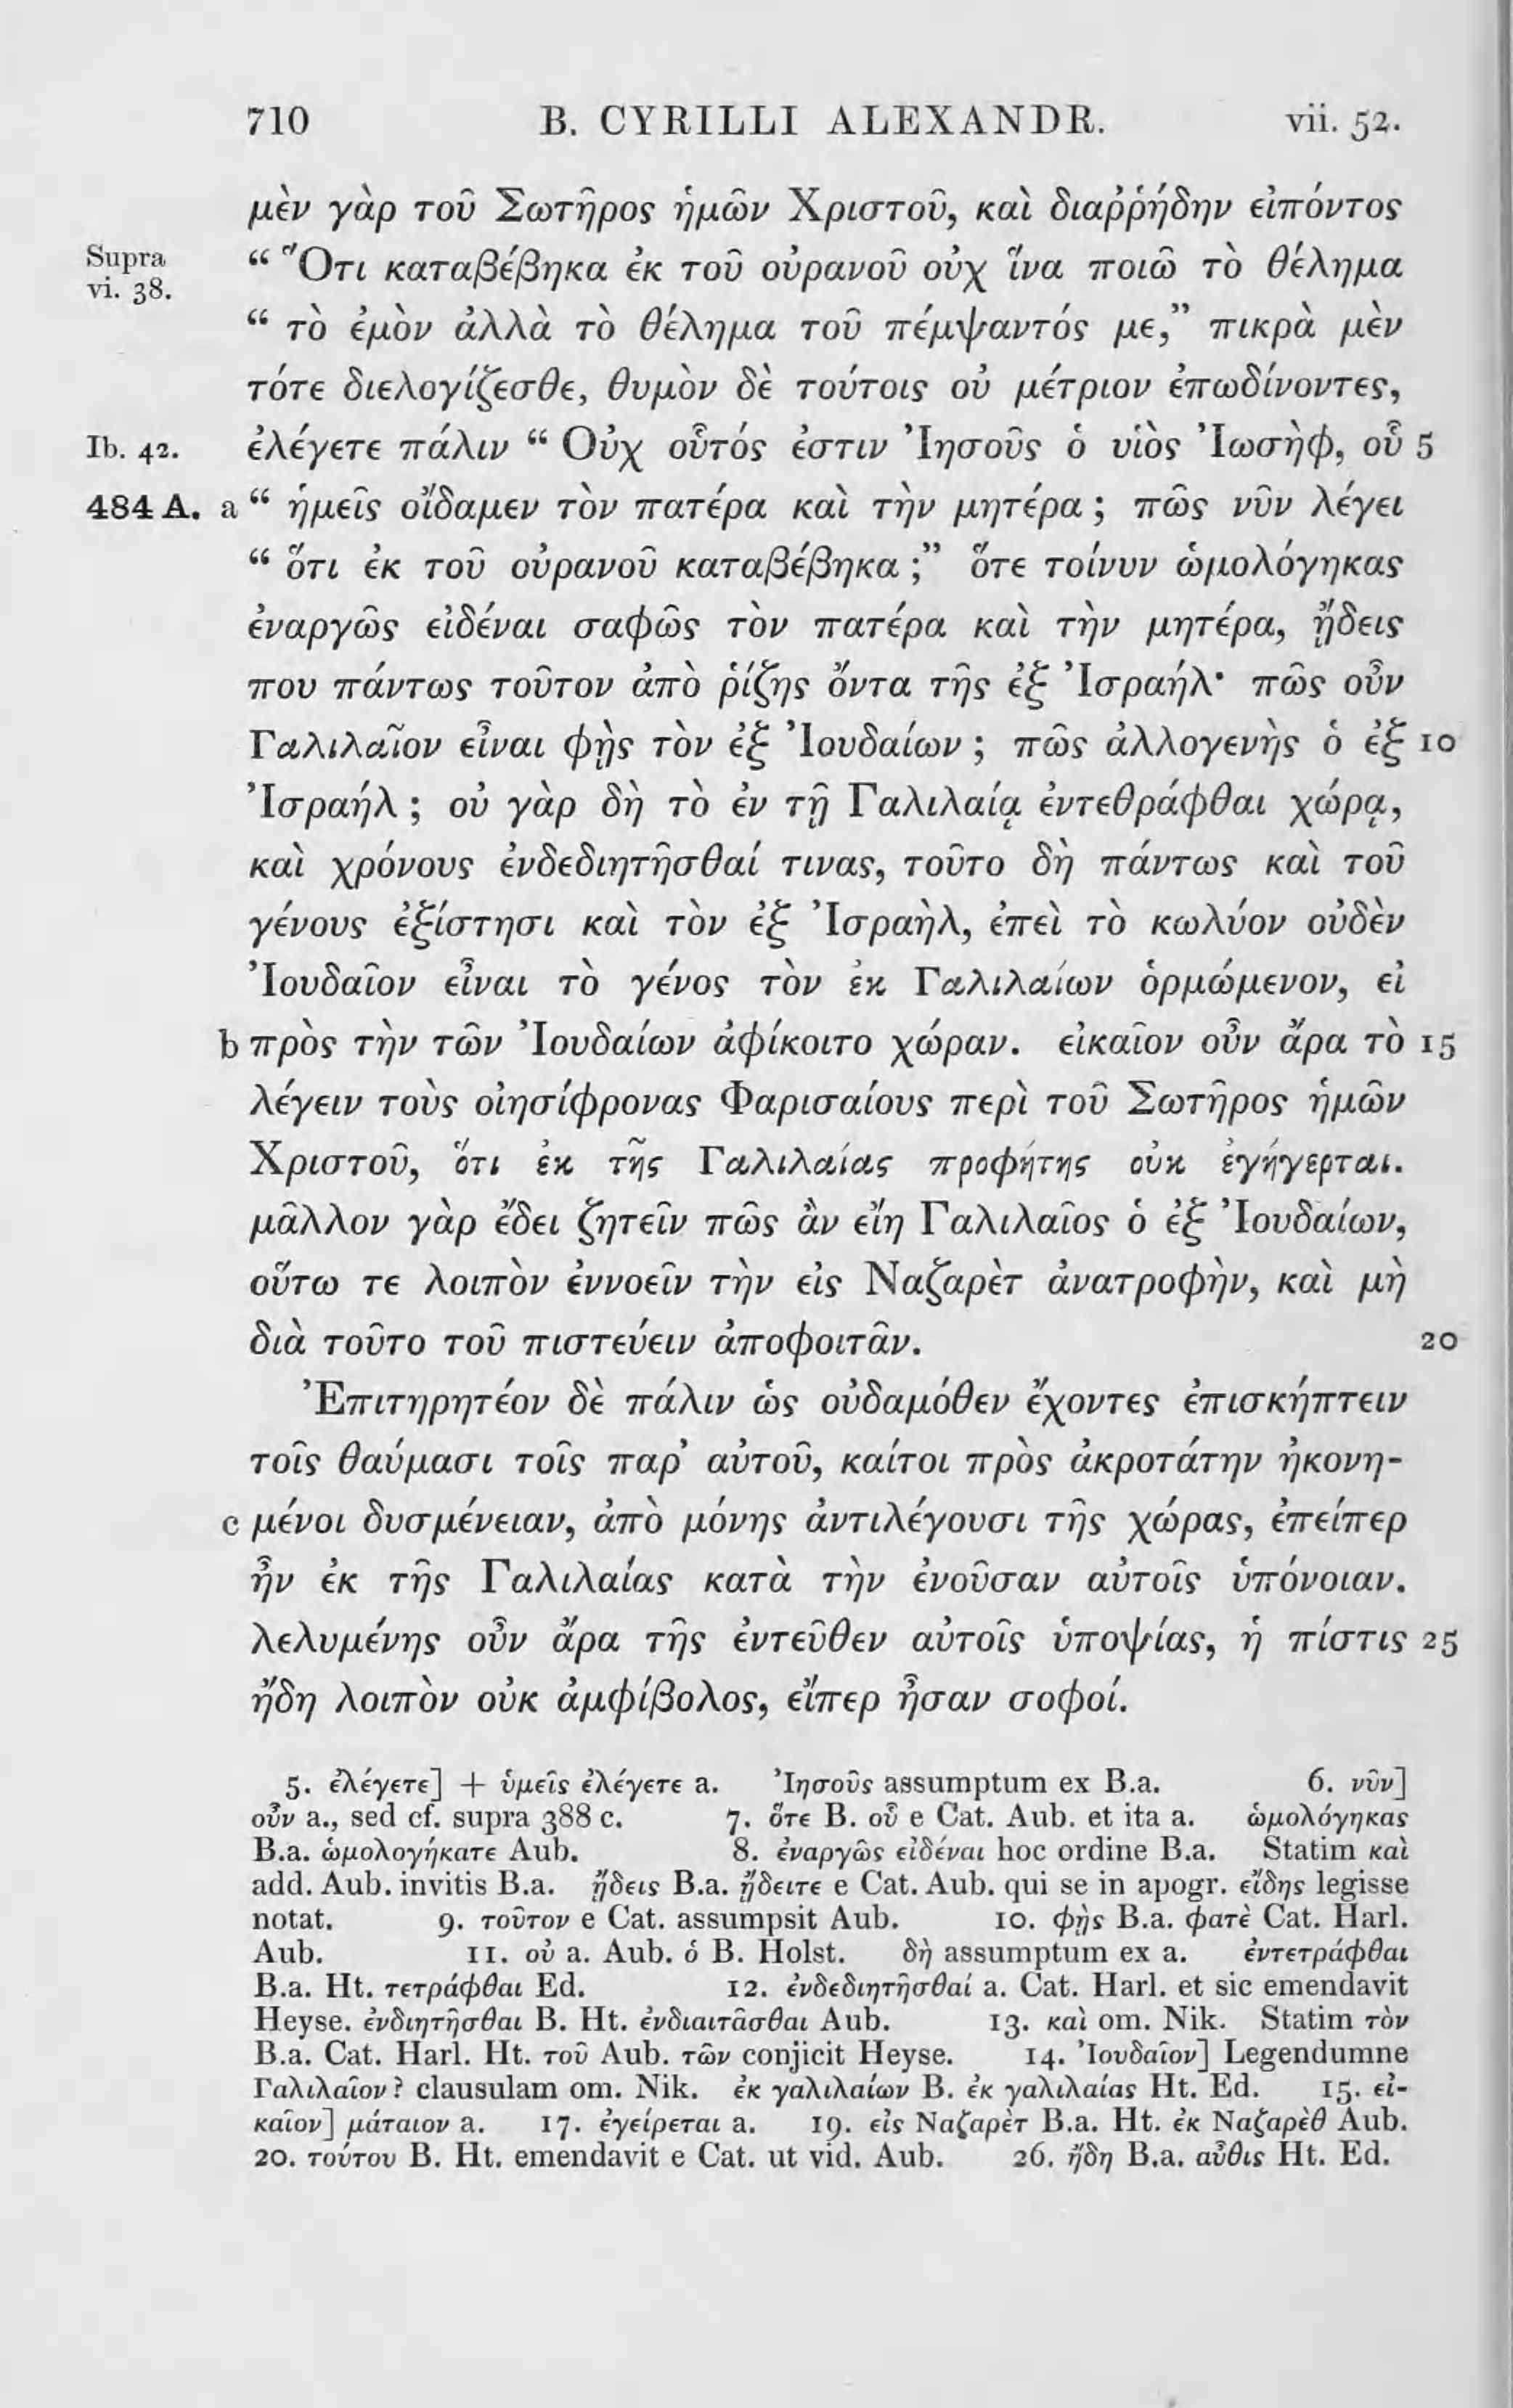 710 B. CYRILLI ALEXANDR. vii. 52.
μὲν γὰρ τοῦ Σωτῆρος ἡμῶν Χριστοῦ, καὶ διαῤῥήδην εἰπόντος
Supra vi. 38. “ Ὅτι καταβέβηκα ἐκ τοῦ οὐρανοῦ οὐχ ἵνα ποιῶ τὸ θέλημα
“ τὸ ἐμὸν ἀλλὰ τὸ θέλημα τοῦ πέμψαντός με,” πικρὰ μὲν
τότε διελογίζεσθε, θυμὸν δὲ τούτοις οὐ μέτριον ἐπωδίνοντες,
Ib. 42. ἐλέγετε πάλιν “ Οὐχ οὗτός ἐστιν Ἰησοῦς ὁ υἱὸς Ἰωσὴφ, οὗ 5
484 A. a “ ἡμεῖς οἴδαμεν τὸν πατέρα καὶ τὴν μητέρα ; πῶς νῦν λέγει
“ ὅτι ἐκ τοῦ οὐρανοῦ καταβέβηκα ;” ὅτε τοίνυν ὡμολόγηκας
ἐναργῶς εἰδέναι σαφῶς τὸν πατέρα καὶ τὴν μητέρα, ᾔδεις
που πάντως τοῦτον ἀπὸ ῥίζης ὄντα τῆς ἐξ Ἰσραήλ· πῶς οὖν
Γαλιλαῖον εἶναι φῂς τὸν ἐξ Ἰουδαίων ; πῶς ἀλλογενὴς ὁ ἐξ 10
Ἰσραήλ ; οὐ γὰρ δὴ τὸ ἐν τῇ Γαλιλαίᾳ ἐντεθράφθαι χώρᾳ,
καὶ χρόνους ἐνδεδιητῆσθαί τινας, τοῦτο δὴ πάντως καὶ τοῦ
γένους ἐξίστησι καὶ τὸν ἐξ Ἰσραὴλ, ἐπεὶ τὸ κωλύον οὐδὲν
Ἰουδαῖον εἶναι τὸ γένος τὸν ἐκ Γαλιλαίων ὁρμώμενον, εἰ
b πρὸς τὴν τῶν Ἰουδαίων ἀφίκοιτο χώραν. εἰκαῖον οὖν ἄρα τὸ 15
λέγειν τοὺς οἰησίφρονας Φαρισαίους περὶ τοῦ Σωτῆρος ἡμῶν
Χριστοῦ, ὅτι ἐκ τῆς Γαλιλαίας προφήτης οὐκ ἐγήγερται.
μᾶλλον γὰρ ἔδει ζητεῖν πῶς ἂν εἴη Γαλιλαῖος ὁ ἐξ Ἰουδαίων,
οὕτω τε λοιπὸν ἐννοεῖν τὴν εἰς Ναζαρὲτ ἀνατροφὴν, καὶ μὴ
διὰ τοῦτο τοῦ πιστεύειν ἀποφοιτᾶν. 20
Ἐπιτηρητέον δὲ πάλιν ὡς οὐδαμόθεν ἔχοντες ἐπισκήπτειν
τοῖς θαύμασι τοῖς παρ’ αὐτοῦ, καίτοι πρὸς ἀκροτάτην ἠκονη-
c μένοι δυσμένειαν, ἀπὸ μόνης ἀντιλέγουσι τῆς χώρας, ἐπείπερ
ἦν ἐκ τῆς Γαλιλαίας κατὰ τὴν ἐνοῦσαν αὐτοῖς ὑπόνοιαν.
λελυμένης οὖν ἄρα τῆς ἐντεῦθεν αὐτοῖς ὑποψίας, ἡ πίστις 25
ἤδη λοιπὸν οὐκ ἀμφίβολος, εἴπερ ἦσαν σοφοί.
5. ἐλέγετε] + ὑμεῖς ἐλέγετε a. Ἰησοῦς assumptum ex B.a. 6. νῦν]
οὖν a., sed cf. supra 388 c. 7. ὅτε B. οὗ e Cat. Aub. et ita a. ὡμολόγηκας
B.a. ὡμολογήκατε Aub. 8. ἐναργῶς εἰδέναι hoc ordine B.a. Statim καὶ
add. Aub. invitis B.a. ᾔδεις B.a. ᾔδειτε e Cat. Aub. qui se in apogr. εἴδης legisse
notat. 9. τοῦτον e Cat. assumpsit Aub. 10. φῂς B.a. φατὲ Cat. Harl.
Aub. 11. οὐ a. Aub. ὁ B. Holst. δὴ assumptum ex a. ἐντετράφθαι
B.a. Ht. τετράφθαι Ed. 12. ἐνδεδιητῆσθαί a. Cat. Harl. et sic emendavit
Heyse. ἐνδιητῆσθαι B. Ht. ἐνδιαιτᾶσθαι Aub. 13. καὶ om. Nik. Statim τὸν
B.a. Cat. Harl. Ht. τοῦ Aub. τῶν conjicit Heyse. 14. Ἰουδαῖον] Legendumne
Γαλιλαῖον? clausulam om. Nik. ἐκ γαλιλαίων B. ἐκ γαλιλαίας Ht. Ed. 15. εἰ-
καῖον] μάταιον a. 17. ἐγείρεται a. 19. εἰς Ναζαρὲτ B.a. Ht. ἐκ Ναζαρὲθ Aub.
20. τούτου B. Ht. emendavit e Cat. ut vid. Aub. 26. ἤδη B.a. αὖθις Ht. Ed.